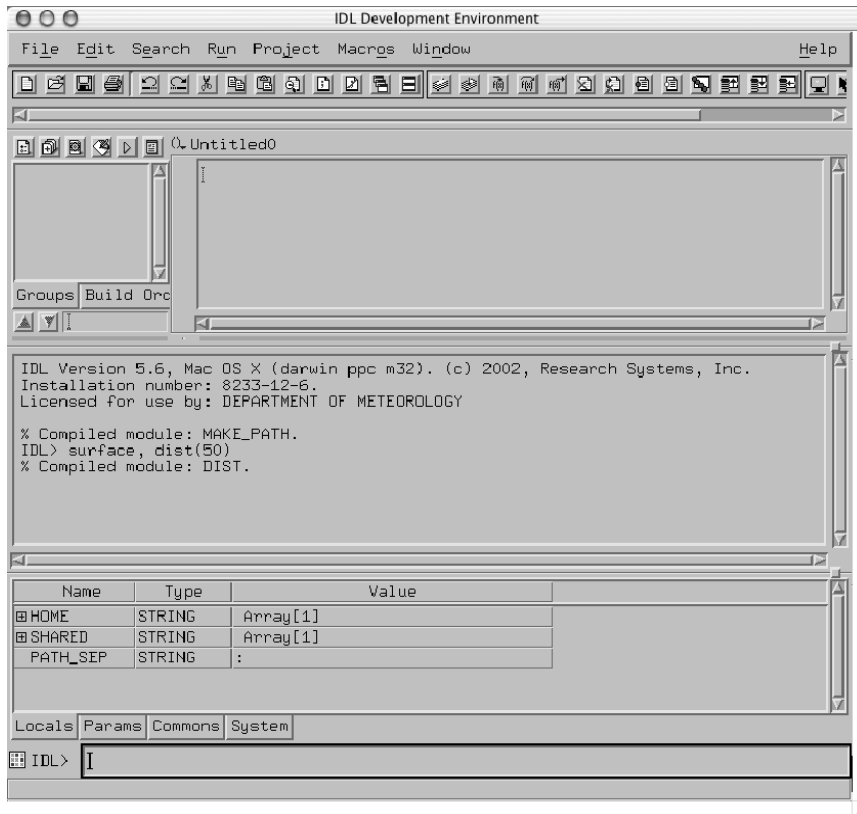 IDL Development Environment
File Edit Search Run Project Macros Window Help
Untitled0
Groups Build Orc
IDL Version 5.6, Mac OS X (darwin ppc m32). (c) 2002, Research Systems, Inc.
Installation number: 8233-12-6.
Licensed for use by: DEPARTMENT OF METEOROLOGY
% Compiled module: MAKE_PATH.
IDL> surface, dist(50)
% Compiled module: DIST.
Name Type Value
HOME STRING Array[1]
SHARED STRING Array[1]
PATH_SEP STRING :
Locals Params Commons System
IDL>